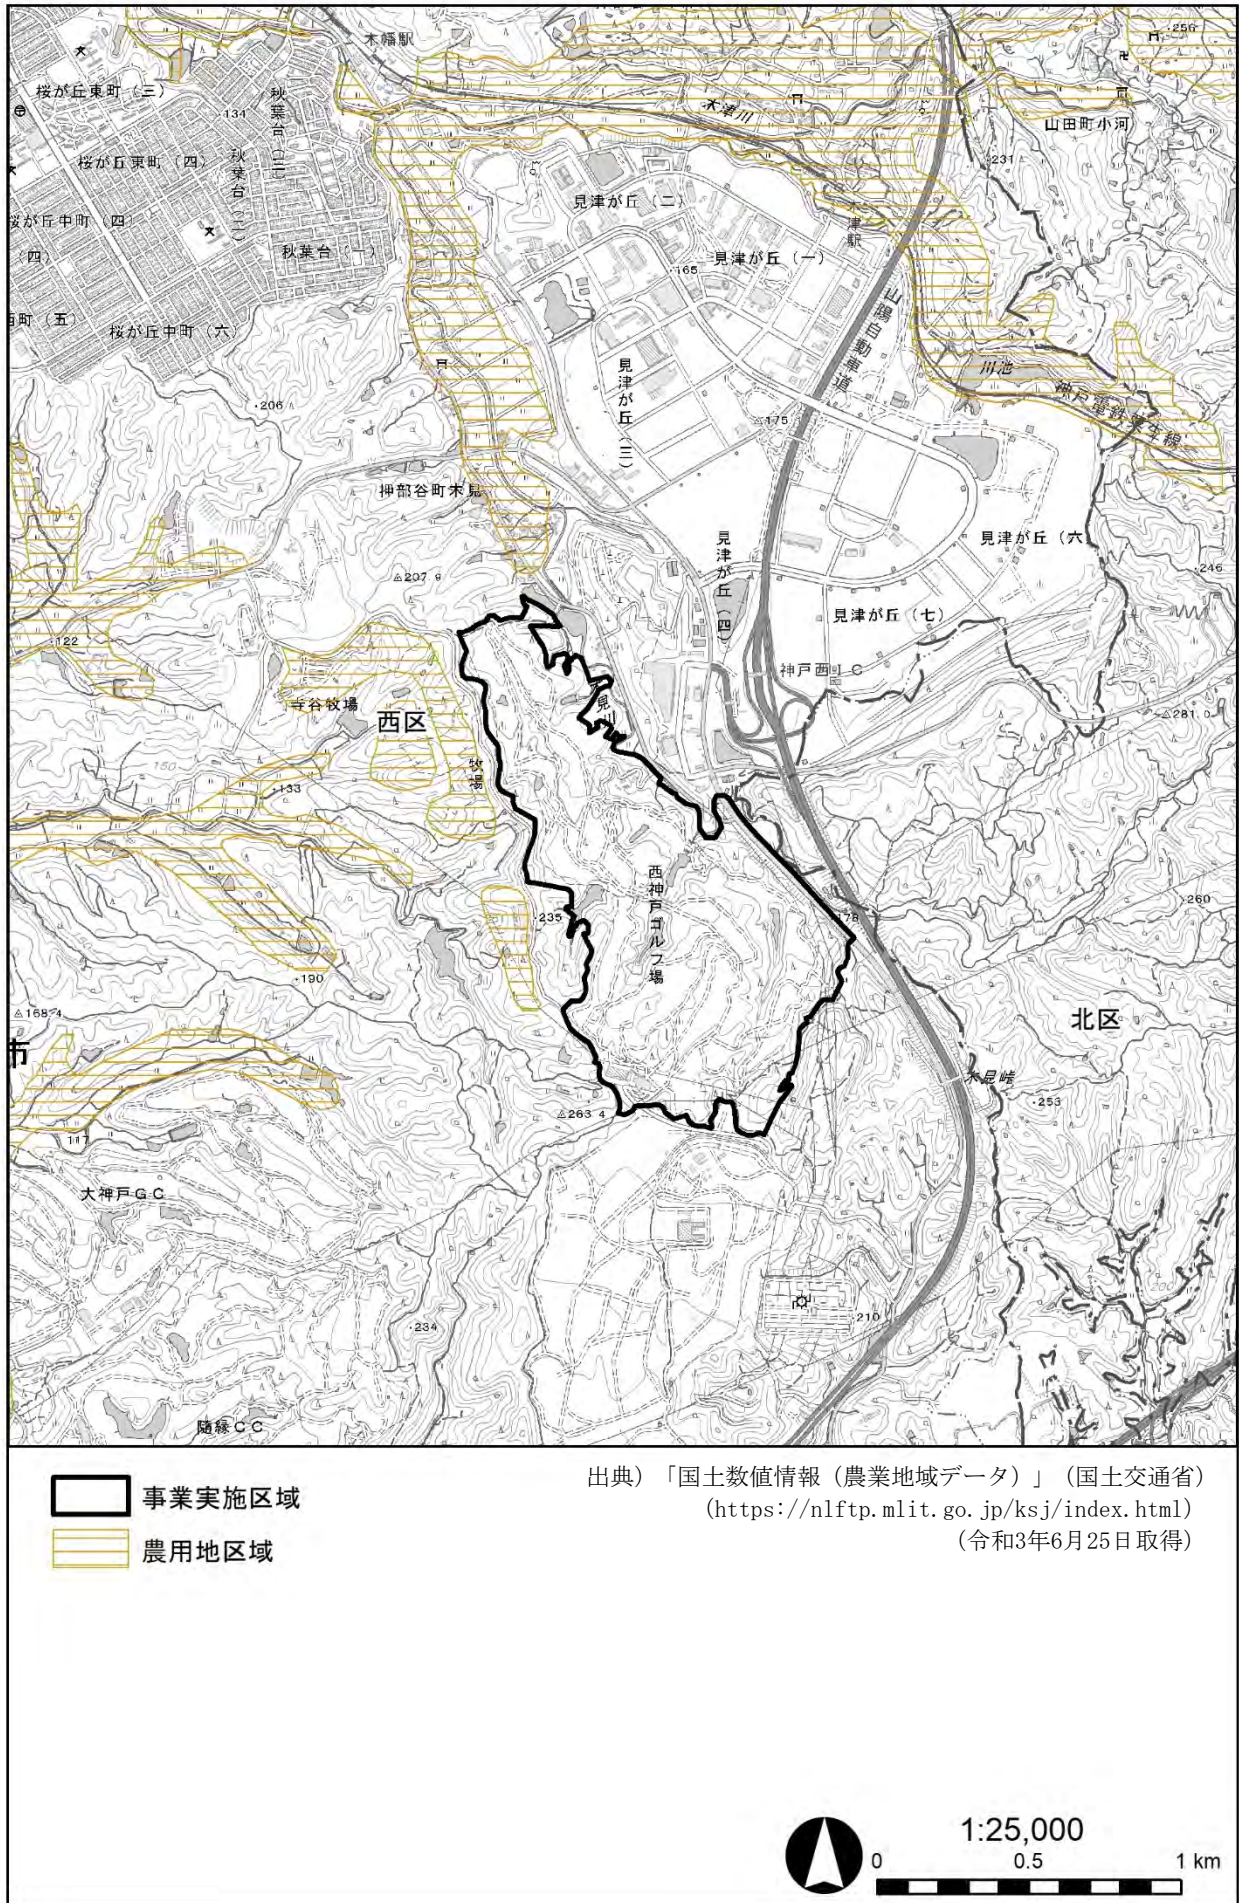 木幡駅
・256
桜が丘東町（三）
秋葉台（三）
・134
木津川
山田町小河
桜が丘東町（四）
秋葉台（二）
・231
見津が丘（二）
桜が丘中町（四）
木津駅
（四）
秋葉台（一）
見津が丘（一）
・165
山陽自動車道
西町（五）
桜が丘中町（六）
見津が丘（三）
川池
神戸電鉄粟生線
・206
△175
押部谷町木見
見津が丘（四）
見津が丘（六）
・246
△207.9
見津が丘（七）
・122
神戸西ＩＣ
寺谷牧場
西区
木見川
△281.0
牧場
150
・133
西神戸ゴルフ場
・235
・178
・260
・190
△168.4
北区
市
木見峠
△263.4
・253
117
大神戸ＧＣ
・210
・234
随縁ＣＣ
事業実施区域
農用地区域
出典）「国土数値情報（農業地域データ）」（国土交通省）
(https://nlftp.mlit.go.jp/ksj/index.html)
（令和3年6月25日取得）
1:25,000
0 0.5 1 km